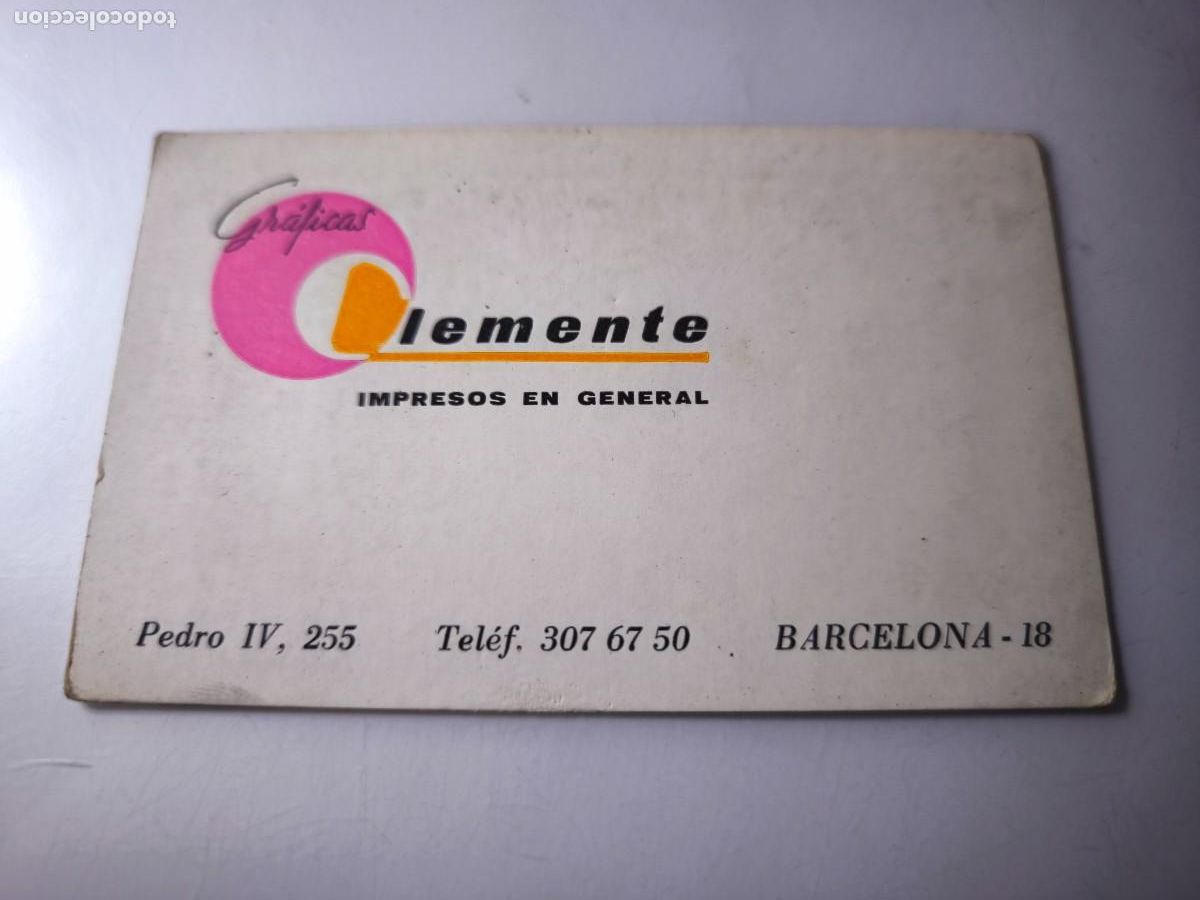 todocoleccion
Gráficas
Clemente
IMPRESOS EN GENERAL
Pedro IV, 255 Teléf. 307 67 50 BARCELONA - 18